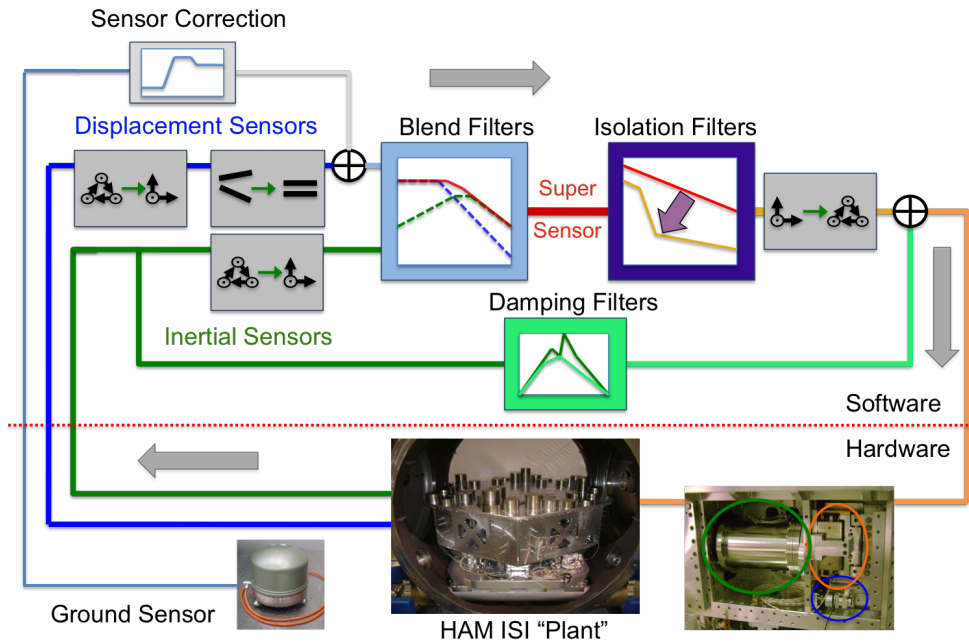 Sensor Correction
Displacement Sensors
Blend Filters
Isolation Filters
Super
Sensor
Inertial Sensors
Damping Filters
Software
Hardware
Ground Sensor
HAM ISI “Plant”